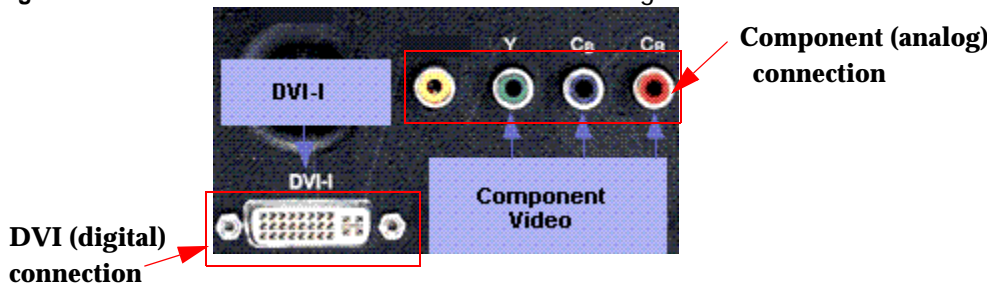 Y CB CR
Component (analog)
connection
DVI-I
DVI-I
Component
Video
DVI (digital)
connection